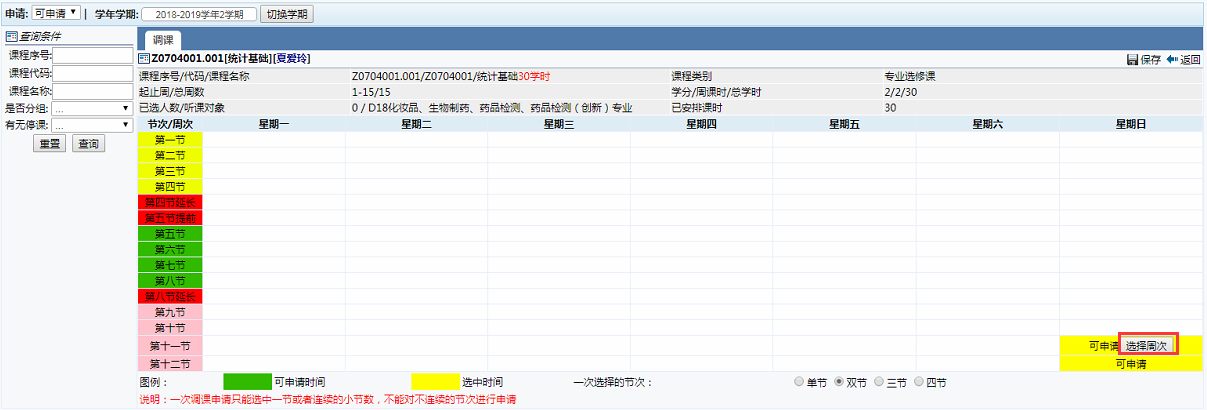 申请: 可申请 | 学年学期: 2018-2019学年2学期 切换学期
查询条件
课程序号:
课程代码:
课程名称:
是否分组: ...
有无停课: ...
重置 查询
调课
Z0704001.001[统计基础][夏爱玲] 保存 返回
课程序号/代码/课程名称 Z0704001.001/Z0704001/统计基础30学时 课程类别 专业选修课
起止周/总周数 1-15/15 学分/周课时/总学时 2/2/30
已选人数/听课对象 0 / D18化妆品、生物制药、药品检测、药品检测（创新）专业 已安排课时 30
节次/周次 星期一 星期二 星期三 星期四 星期五 星期六 星期日
第一节
第二节
第三节
第四节
第四节延长
第五节提前
第五节
第六节
第七节
第八节
第八节延长
第九节
第十节
第十一节 可申请 选择周次
第十二节 可申请
图例： 可申请时间 选中时间 一次选择的节次： 单节 双节 三节 四节
说明：一次调课申请只能选中一节或者连续的小节数，不能对不连续的节次进行申请